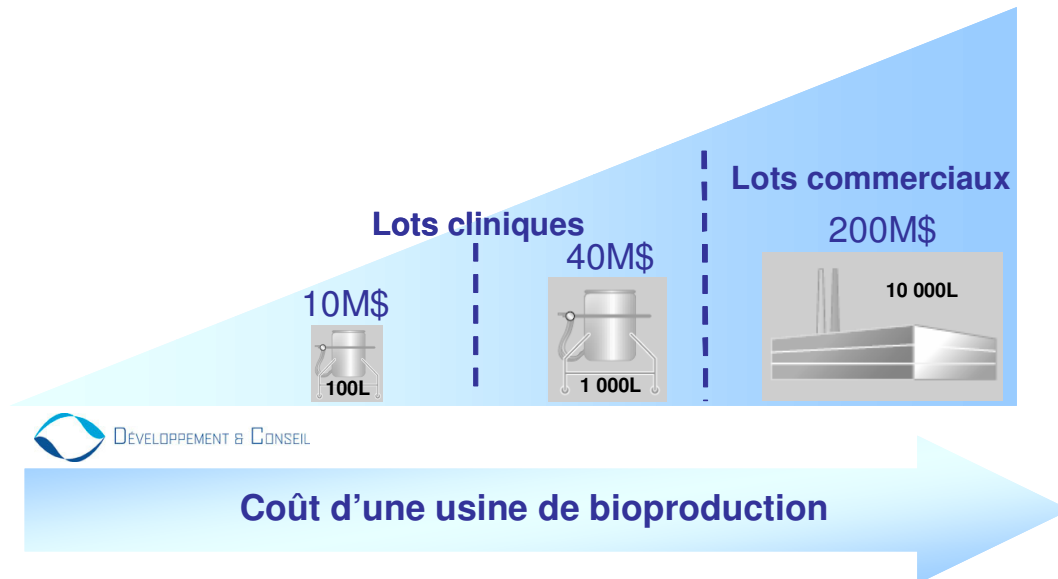 Lots commerciaux
Lots cliniques
200M$
40M$
10M$
10 000L
1 000L
100L
DÉVELOPPEMENT & CONSEIL
Coût d’une usine de bioproduction